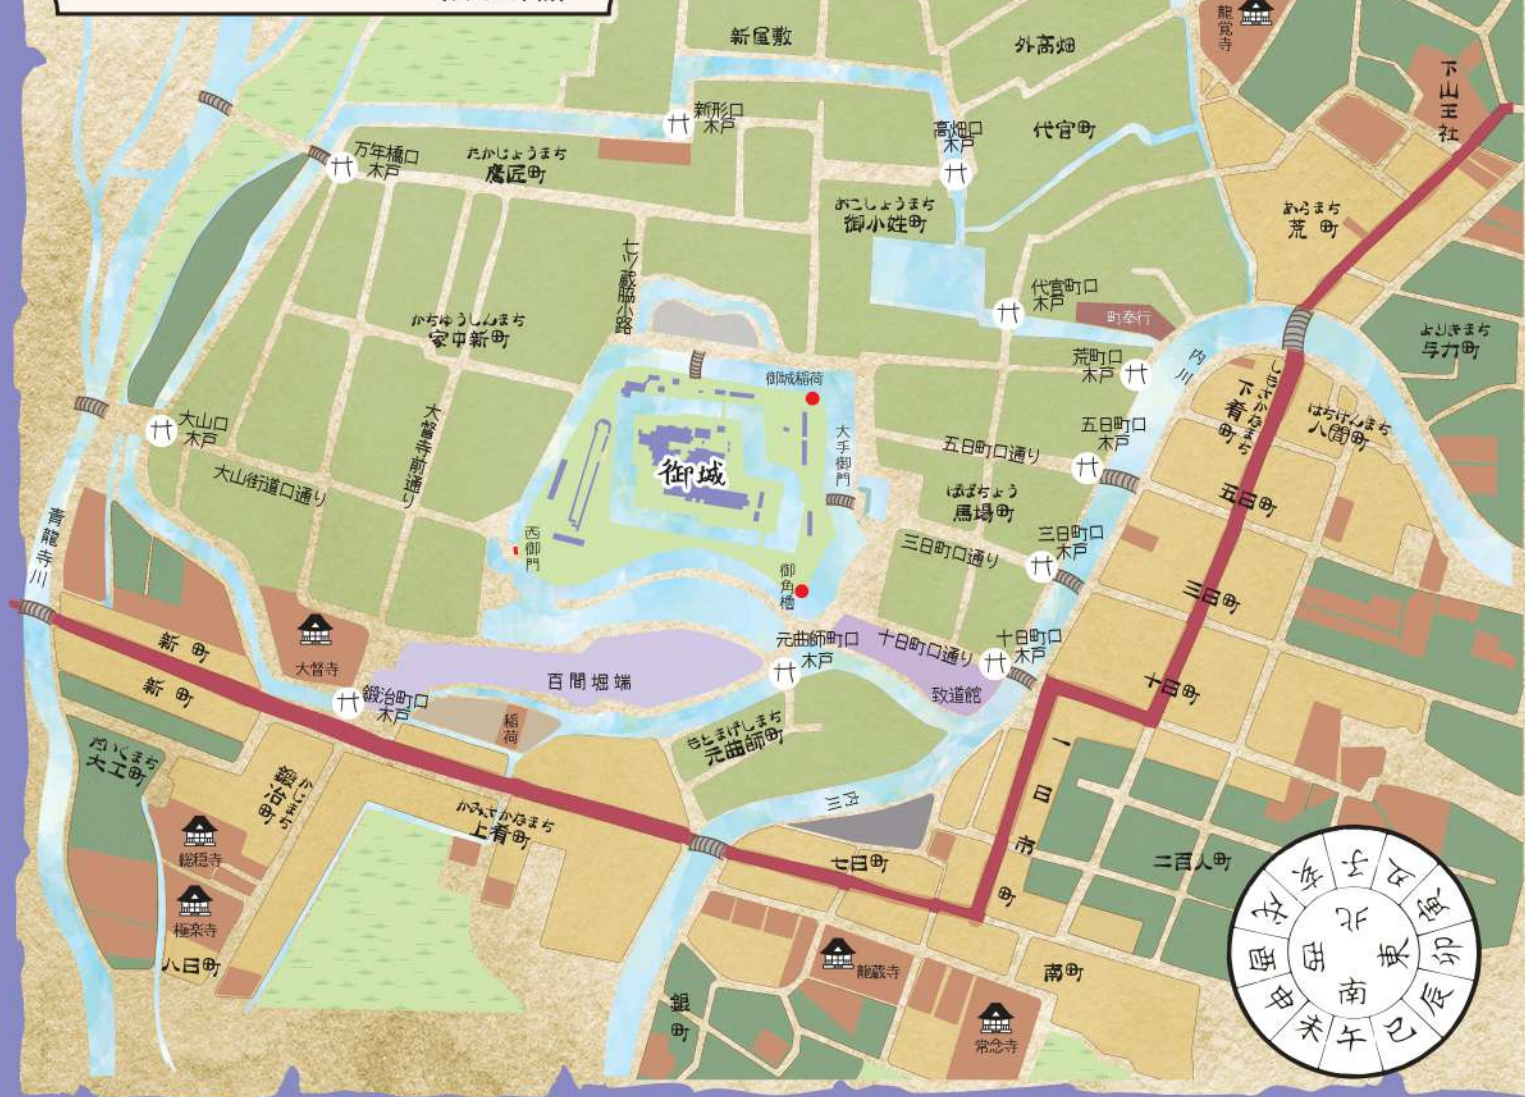 新屋敷
外高畑
龍覚寺
下山王社
新形口
木戸
高畑口
木戸
代官町
万年橋口
木戸
たかじょうまち
鷹匠町
おこしょうまち
御小姓町
あらまち
荒町
七ツ蔵脇小路
代官町口
木戸
町奉行
かちゅうしんまち
家中新町
荒町口
木戸
内川
よりきまち
与力町
しもさかなまち
下肴町
はちけんまち
八間町
御城稲荷
大山口
木戸
大督寺前通り
大手御門
五日町口
木戸
五日町口通り
御城
大山街道口通り
ばばちょう
馬場町
五日町
青龍寺川
西御門
三日町口
木戸
三日町口通り
御角櫓
三日町
新町
大督寺
元曲師町口
木戸
十日町口通り
十日町口
木戸
百間堀端
致道館
十日町
新町
鍛冶町口
木戸
稲荷
もとまげしまち
元曲師町
だいくまち
大工町
かじまち
鍛冶町
かみさかなまち
上肴町
内川
一日市町
総穏寺
七日町
二百人町
極楽寺
八日町
龍蔵寺
南町
銀町
常念寺
子
丑
寅
卯
辰
巳
午
未
申
酉
戌
亥
北
東
南
西